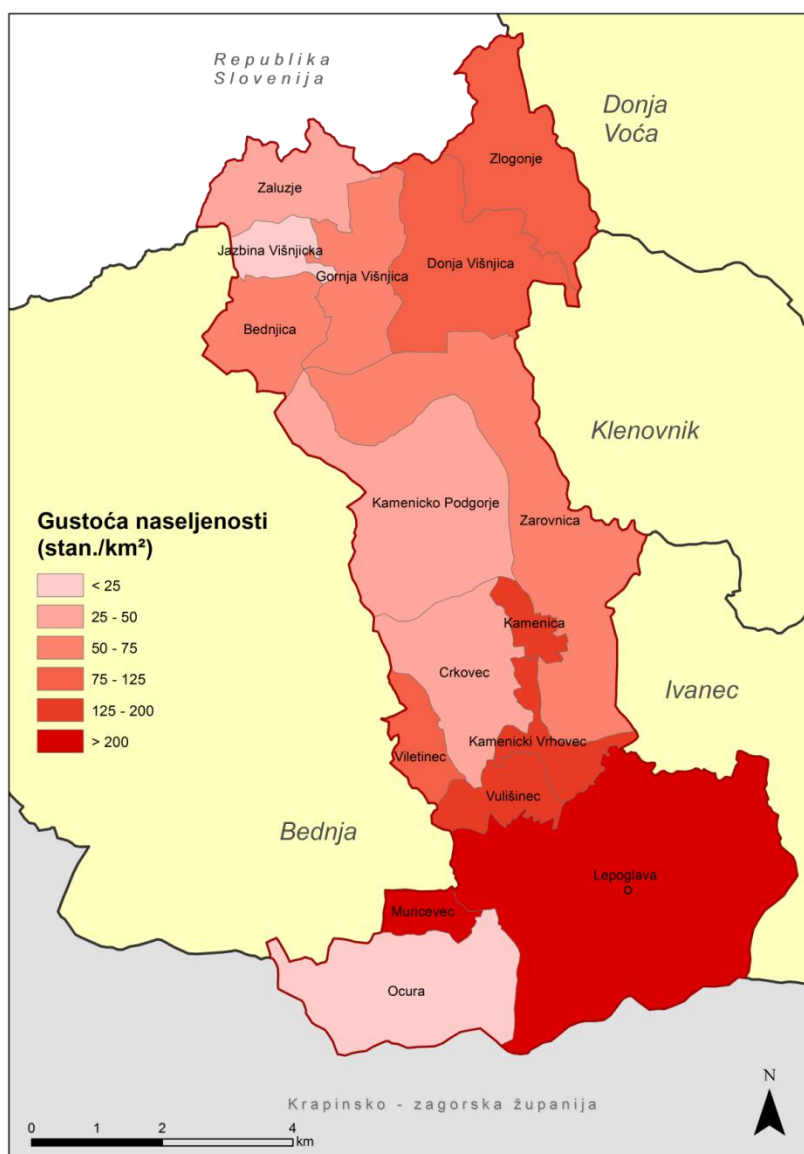 Republika
Slovenija
Donja
Voća
Zlogonje
Zaluzje
Jazbina Višnjicka
Gornja Višnjica
Donja Višnjica
Bednjica
Klenovnik
Kamenicko Podgorje
Zarovnica
Gustoća naseljenosti
(stan./km²)
< 25
25 - 50
50 - 75
75 - 125
125 - 200
> 200
Kamenica
Crkovec
Ivanec
Viletinec
Kamenicki Vrhovec
Vulišinec
Bednja
Lepoglava
Muricevec
Ocura
N
Krapinsko - zagorska županija
0 1 2 4
km